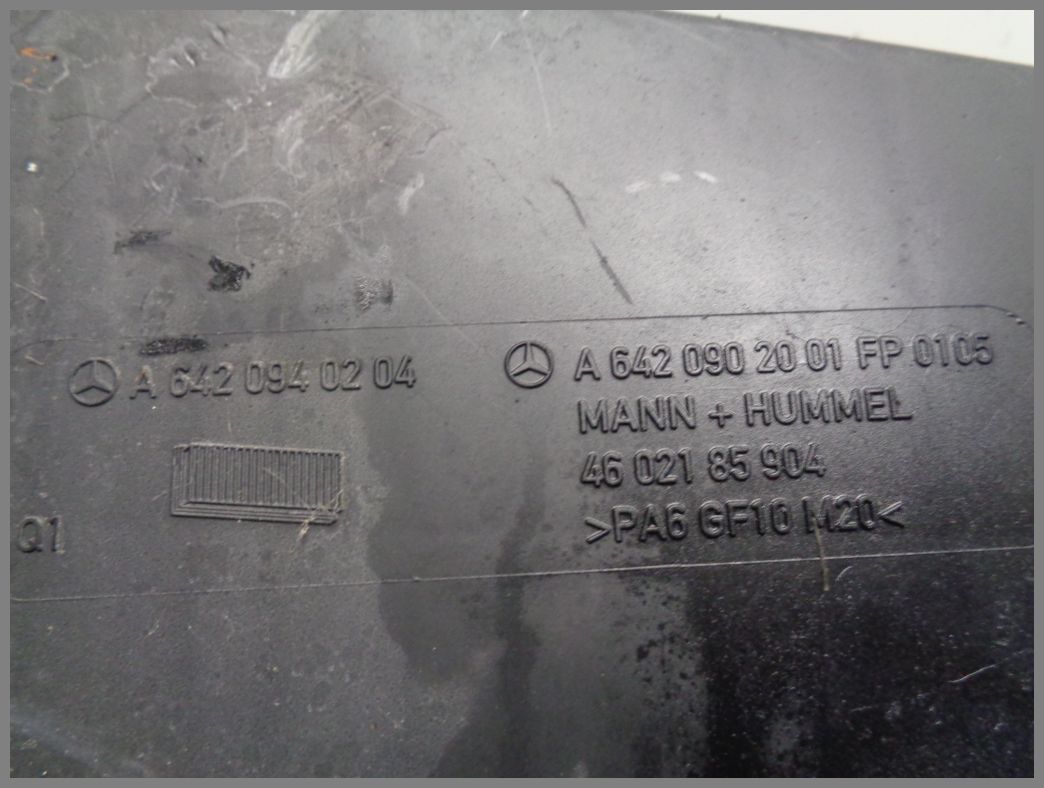 A 642 094 02 04
A 642 090 20 01 FP 0105
MANN + HUMMEL
46 021 85 904
>PA6 GF10 M20<
Q1